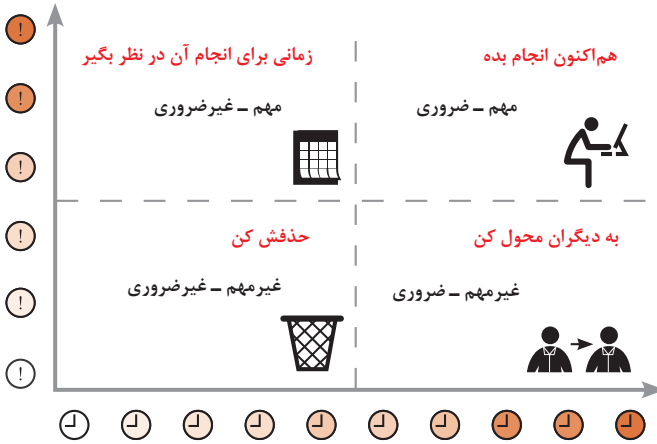 هم‌اکنون انجام بده
مهم ـ ضروری
زمانی برای انجام آن در نظر بگیر
مهم ـ غیرضروری
به دیگران محول کن
غیرمهم ـ ضروری
حذفش کن
غیرمهم ـ غیرضروری
!
!
!
!
!
!